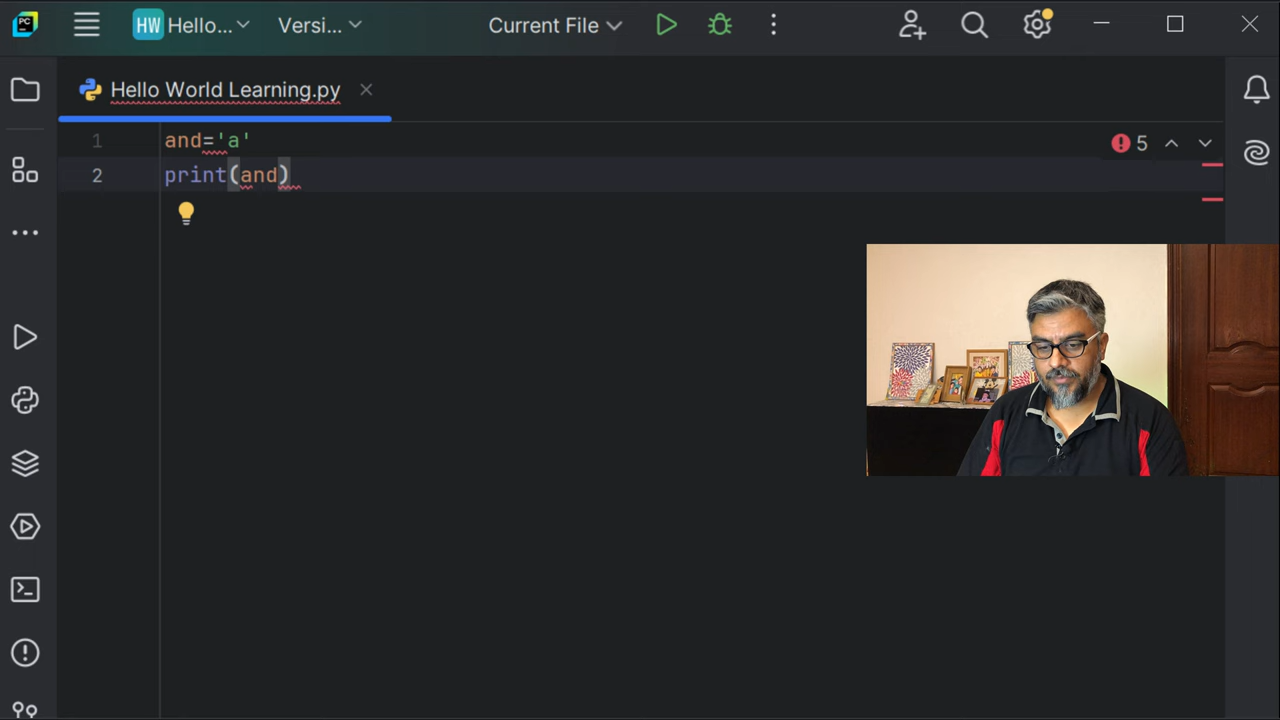 PC
HW Hello... Versi... Current File
Hello World Learning.py
1 and='a'
5
2 print(and)